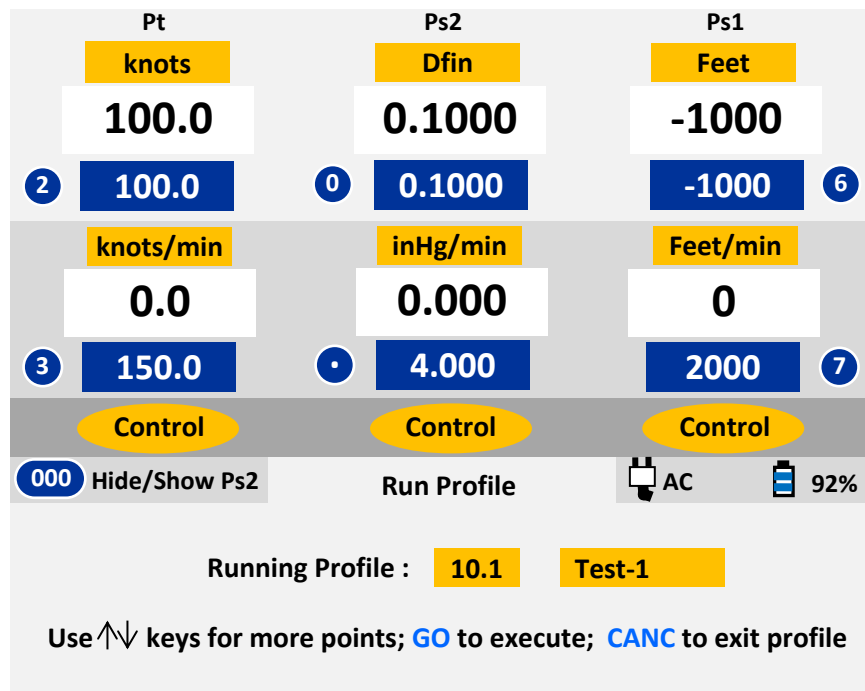 Pt Ps2 Ps1
knots Dfin Feet
100.0 0.1000 -1000
2 100.0 0 0.1000 -1000 6
knots/min inHg/min Feet/min
0.0 0.000 0
3 150.0 • 4.000 2000 7
Control Control Control
000 Hide/Show Ps2 Run Profile AC 92%
Running Profile : 10.1 Test-1
Use ↑↓ keys for more points; GO to execute; CANC to exit profile